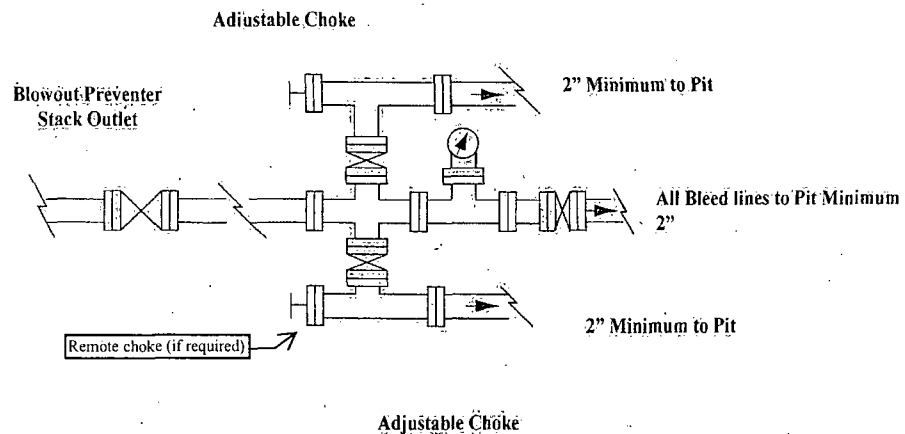 Adjustable Choke
Blowout Preventer
Stack Outlet
2" Minimum to Pit
All Bleed lines to Pit Minimum
2"
2" Minimum to Pit
Remote choke (if required)
Adjustable Choke